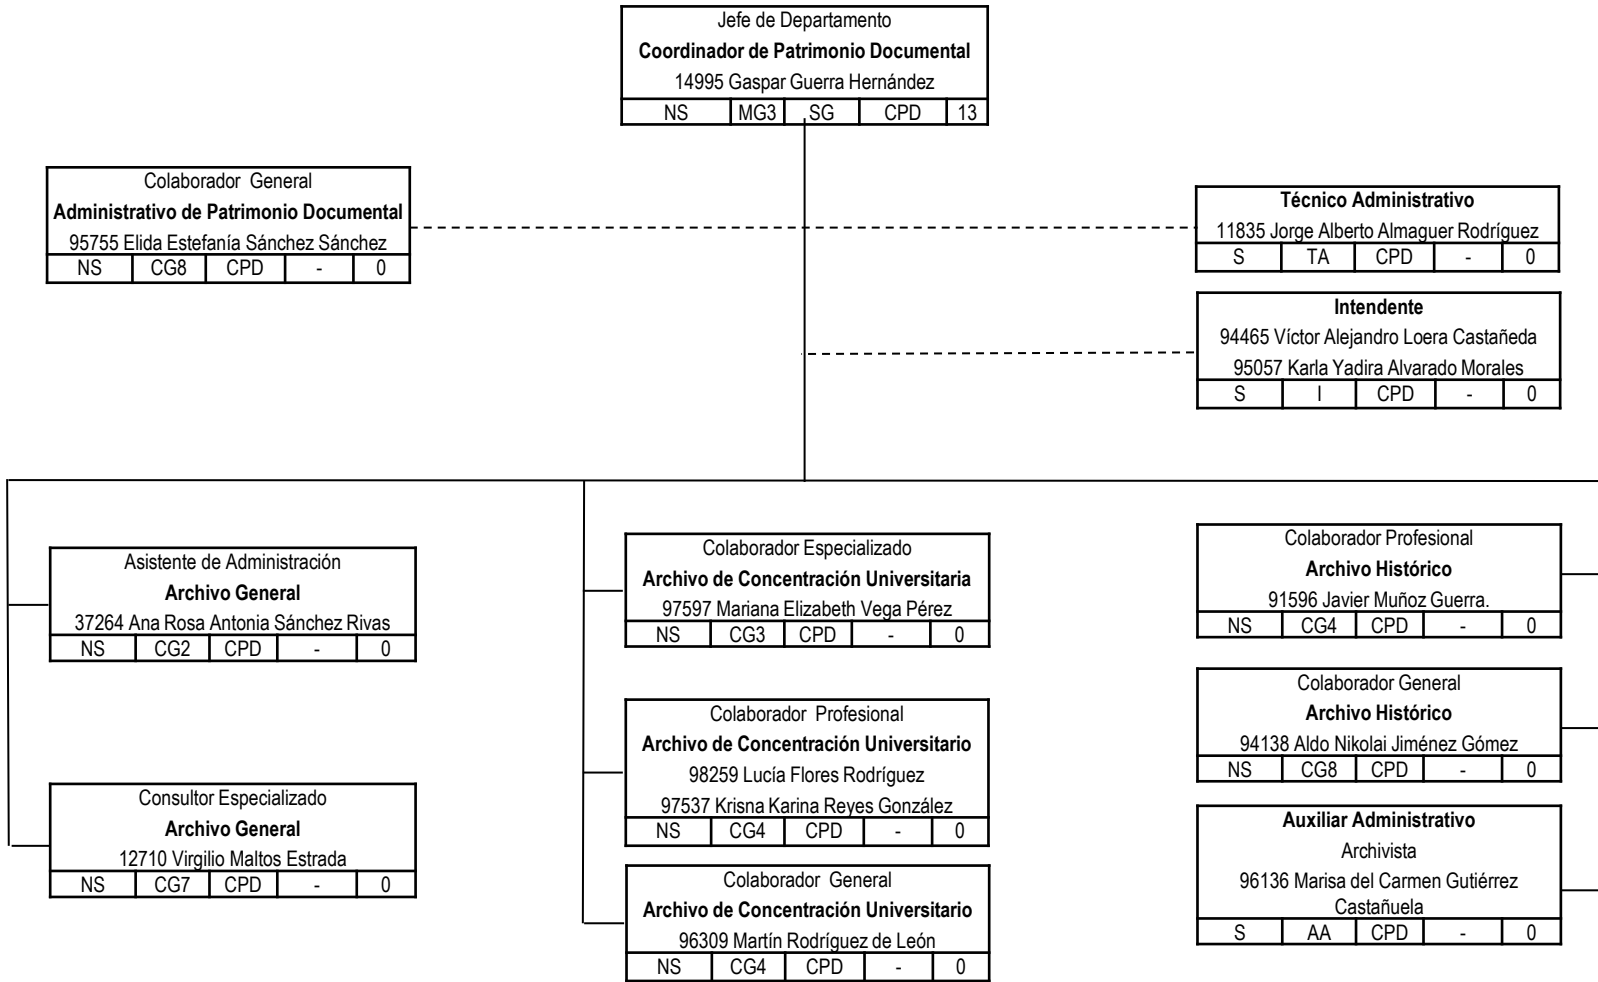 Jefe de Departamento
Coordinador de Patrimonio Documental
14995 Gaspar Guerra Hernández
NS MG3 SG CPD 13
Colaborador General
Administrativo de Patrimonio Documental
95755 Elida Estefanía Sánchez Sánchez
NS CG8 CPD - 0
Técnico Administrativo
11835 Jorge Alberto Almaguer Rodríguez
S TA CPD - 0
Intendente
94465 Víctor Alejandro Loera Castañeda
95057 Karla Yadira Alvarado Morales
S I CPD - 0
Asistente de Administración
Archivo General
37264 Ana Rosa Antonia Sánchez Rivas
NS CG2 CPD - 0
Consultor Especializado
Archivo General
12710 Virgilio Maltos Estrada
NS CG7 CPD - 0
Colaborador Especializado
Archivo de Concentración Universitaria
97597 Mariana Elizabeth Vega Pérez
NS CG3 CPD - 0
Colaborador Profesional
Archivo de Concentración Universitario
98259 Lucía Flores Rodríguez
97537 Krisna Karina Reyes González
NS CG4 CPD - 0
Colaborador General
Archivo de Concentración Universitario
96309 Martín Rodríguez de León
NS CG4 CPD - 0
Colaborador Profesional
Archivo Histórico
91596 Javier Muñoz Guerra.
NS CG4 CPD - 0
Colaborador General
Archivo Histórico
94138 Aldo Nikolai Jiménez Gómez
NS CG8 CPD - 0
Auxiliar Administrativo
Archivista
96136 Marisa del Carmen Gutiérrez
Castañuela
S AA CPD - 0